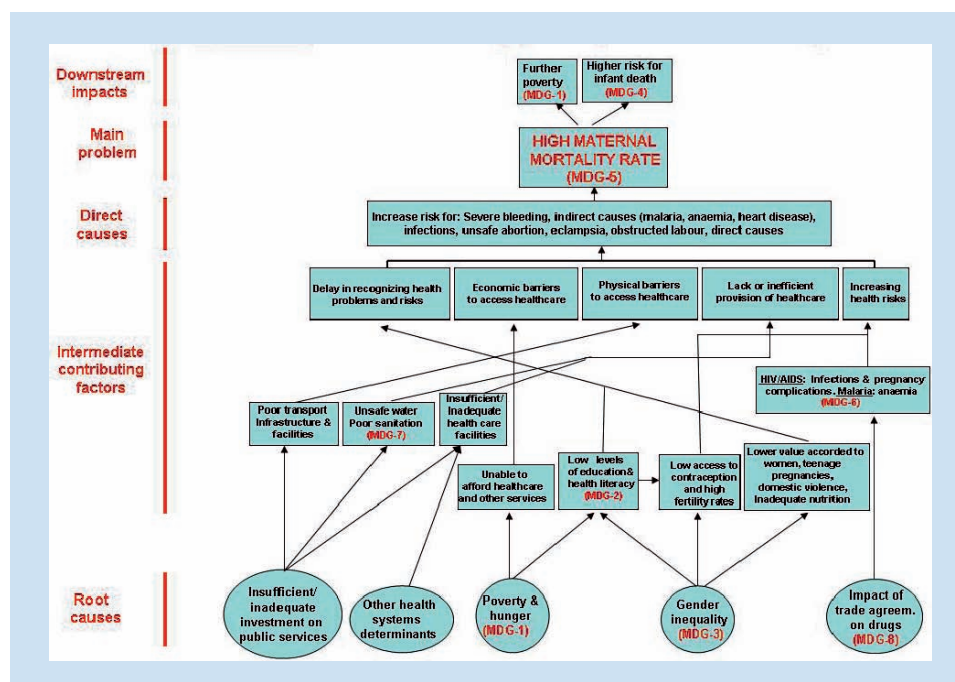 Downstream
impacts
Further
poverty
(MDG-1)
Higher risk for
infant death
(MDG-4)
Main
problem
HIGH MATERNAL
MORTALITY RATE
(MDG-5)
Direct
causes
Increase risk for: Severe bleeding, indirect causes (malaria, anaemia, heart disease),
infections, unsafe abortion, eclampsia, obstructed labour, direct causes
Intermediate
contributing
factors
Delay in recognizing health
problems and risks
Economic barriers
to access healthcare
Physical barriers
to access healthcare
Lack or inefficient
provision of healthcare
Increasing
health risks
HIV/AIDS: Infections & pregnancy
complications. Malaria: anaemia
(MDG-6)
Poor transport
Infrastructure &
facilities
Unsafe water
Poor sanitation
(MDG-7)
Insufficient/
Inadequate
health care
facilities
Unable to
afford healthcare
and other services
Low levels
of education&
health literacy
(MDG-2)
Low access to
contraception
and high
fertility rates
Lower value accorded to
women, teenage
pregnancies,
domestic violence,
Inadequate nutrition
Root
causes
Insufficient/
inadequate
investment on
public services
Other health
systems
determinants
Poverty &
hunger
(MDG-1)
Gender
inequality
(MDG-3)
Impact of
trade agreem.
on drugs
(MDG-8)